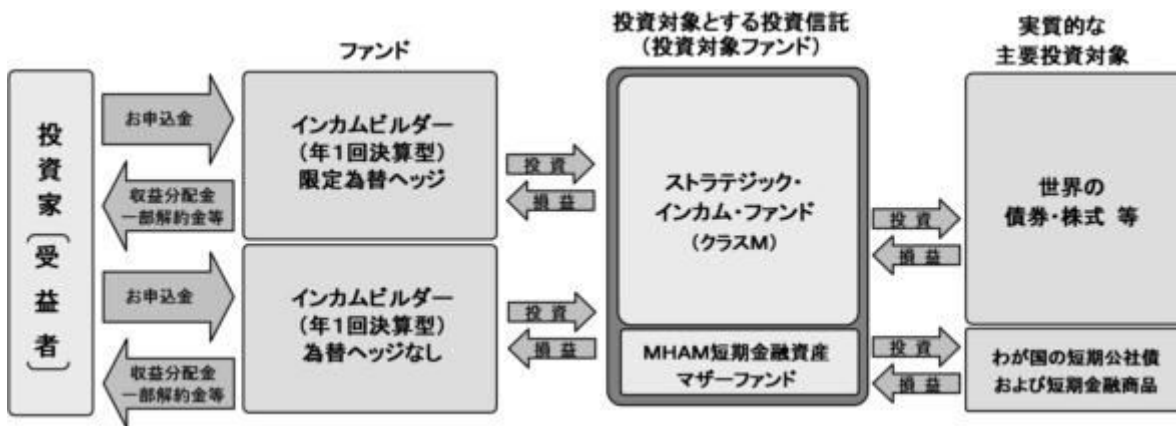 投資対象とする投資信託
(投資対象ファンド)
実質的な
主要投資対象
ファンド
投資家(受益者)
お申込金
収益分配金
一部解約金等
お申込金
収益分配金
一部解約金等
インカムビルダー
(年1回決算型)
限定為替ヘッジ
インカムビルダー
(年1回決算型)
為替ヘッジなし
投資
損益
投資
損益
ストラテジック・
インカム・ファンド
(クラスM)
MHAM短期金融資産
マザーファンド
投資
損益
投資
損益
世界の
債券・株式 等
わが国の短期公社債
および短期金融商品